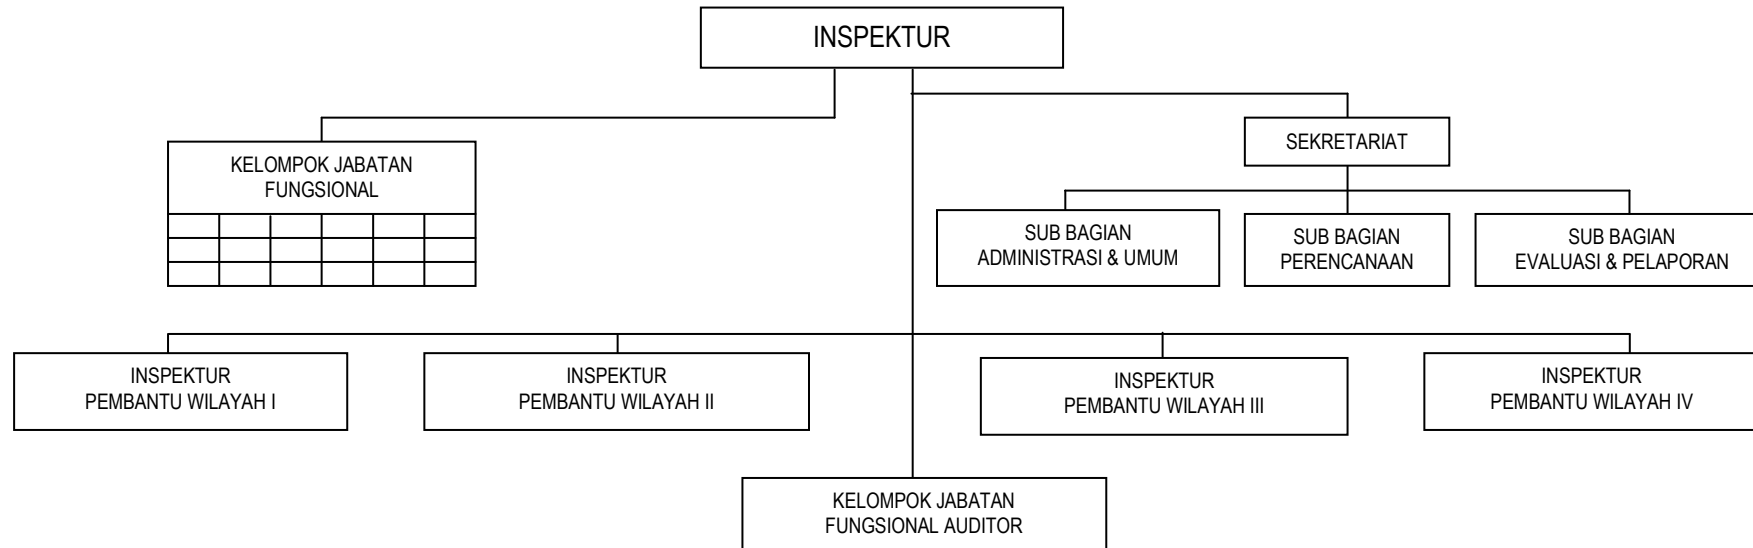 INSPEKTUR
SEKRETARIAT
KELOMPOK JABATAN
FUNGSIONAL
SUB BAGIAN
ADMINISTRASI & UMUM
SUB BAGIAN
PERENCANAAN
SUB BAGIAN
EVALUASI & PELAPORAN
INSPEKTUR
PEMBANTU WILAYAH I
INSPEKTUR
PEMBANTU WILAYAH II
INSPEKTUR
PEMBANTU WILAYAH III
INSPEKTUR
PEMBANTU WILAYAH IV
KELOMPOK JABATAN
FUNGSIONAL AUDITOR